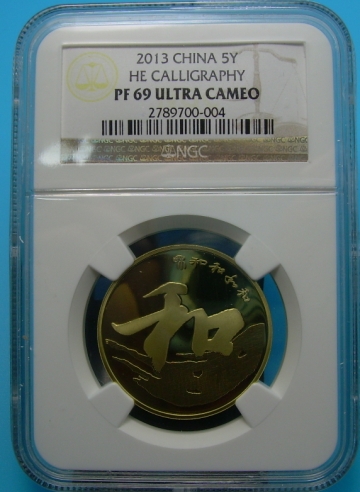 2013 CHINA 5Y
HE CALLIGRAPHY
PF 69 ULTRA CAMEO
2789700-004
NGC
和